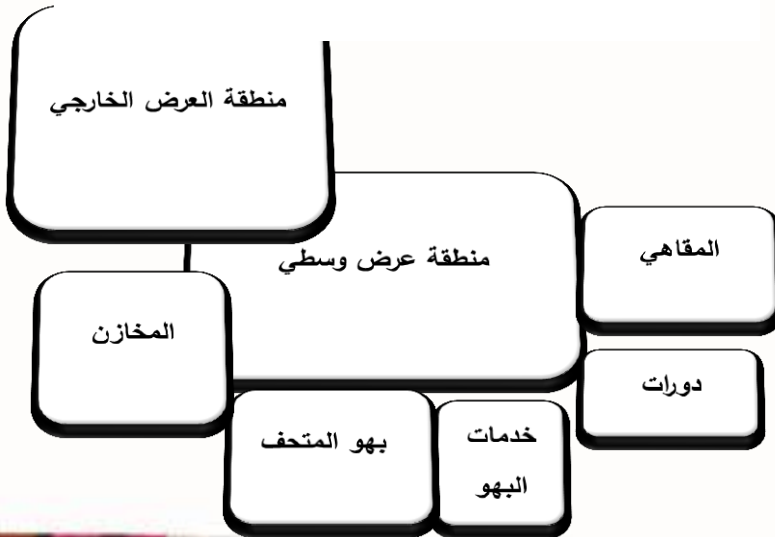 منطقة العرض الخارجي
منطقة عرض وسطي
المقاهي
المخازن
دورات
بهو المتحف
خدمات
البهو